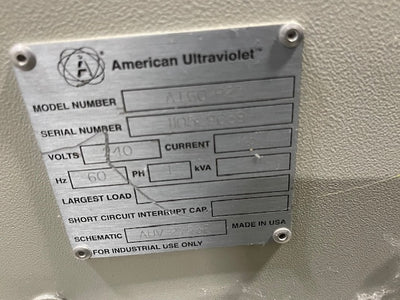 American Ultraviolet™
MODEL NUMBER
SERIAL NUMBER
VOLTS 240 CURRENT
Hz 60 PH 1 kVA
LARGEST LOAD
SHORT CIRCUIT INTERRUPT CAP.
SCHEMATIC MADE IN USA
FOR INDUSTRIAL USE ONLY